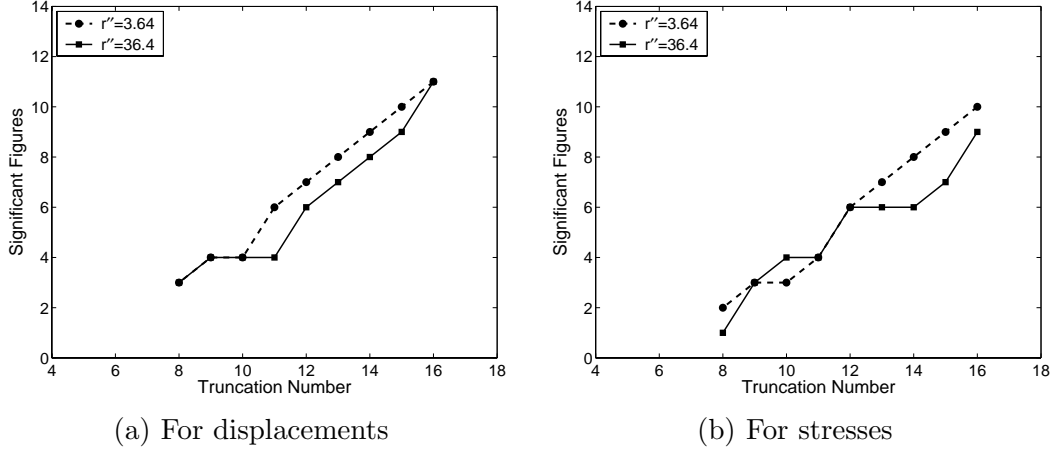 14
12
10
8
6
4
2
0
r″=3.64
r″=36.4
Significant Figures
4 6 8 10 12 14 16 18
Truncation Number
(a) For displacements
14
12
10
8
6
4
2
0
r″=3.64
r″=36.4
Significant Figures
4 6 8 10 12 14 16 18
Truncation Number
(b) For stresses